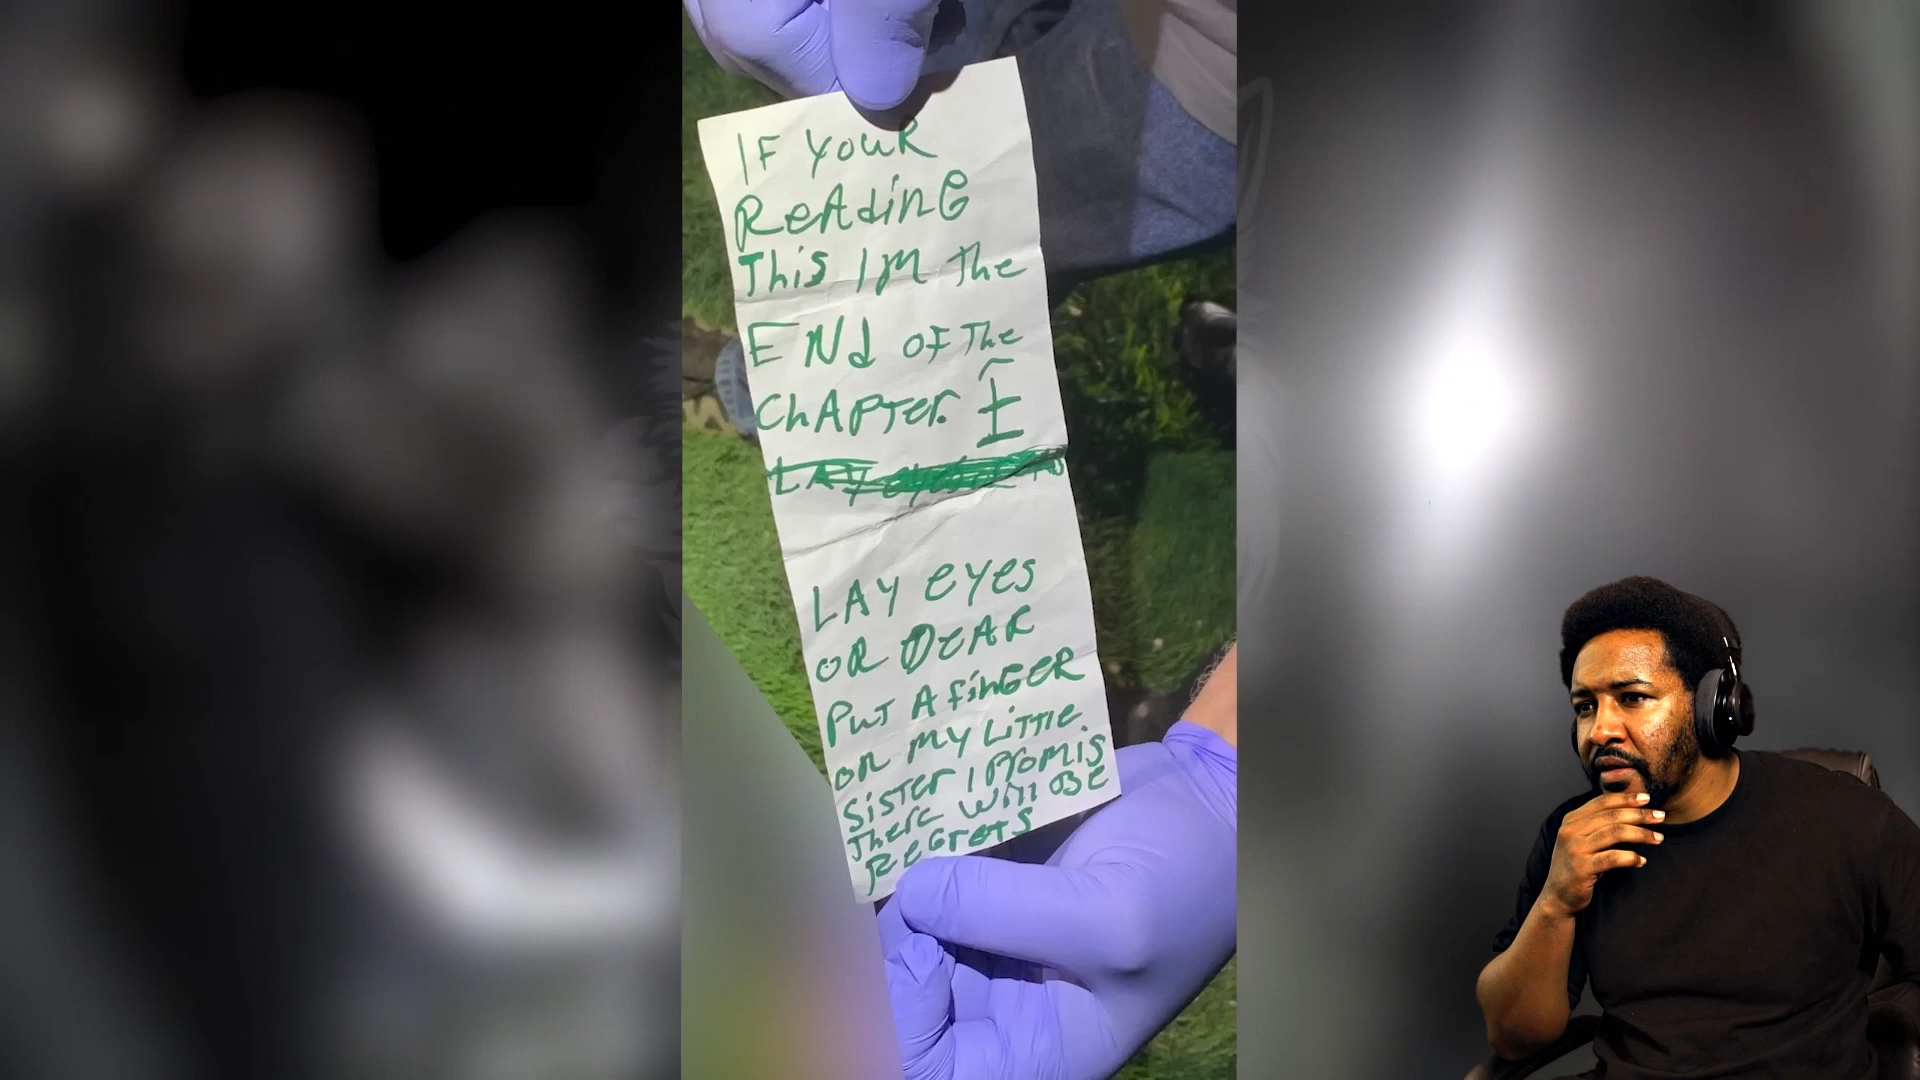 IF YOUR
ReAdinG
This IM The
ENd OF The
ChAPTer.
LAY eyes
OR DEAR
PuT A finGER
on MY LiTTle
SiSTer I PromiS
There Will BE
REGreTS